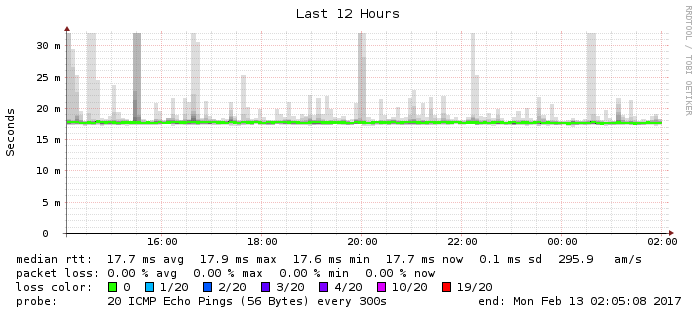 Last 12 Hours
RRDTOOL / TOBI OETIKER
Seconds
30 m
25 m
20 m
15 m
10 m
5 m
0
16:00 18:00 20:00 22:00 00:00 02:00
median rtt: 17.7 ms avg 17.9 ms max 17.6 ms min 17.7 ms now 0.1 ms sd 295.9 am/s
packet loss: 0.00 % avg 0.00 % max 0.00 % min 0.00 % now
loss color: 0 1/20 2/20 3/20 4/20 10/20 19/20
probe: 20 ICMP Echo Pings (56 Bytes) every 300s end: Mon Feb 13 02:05:08 2017